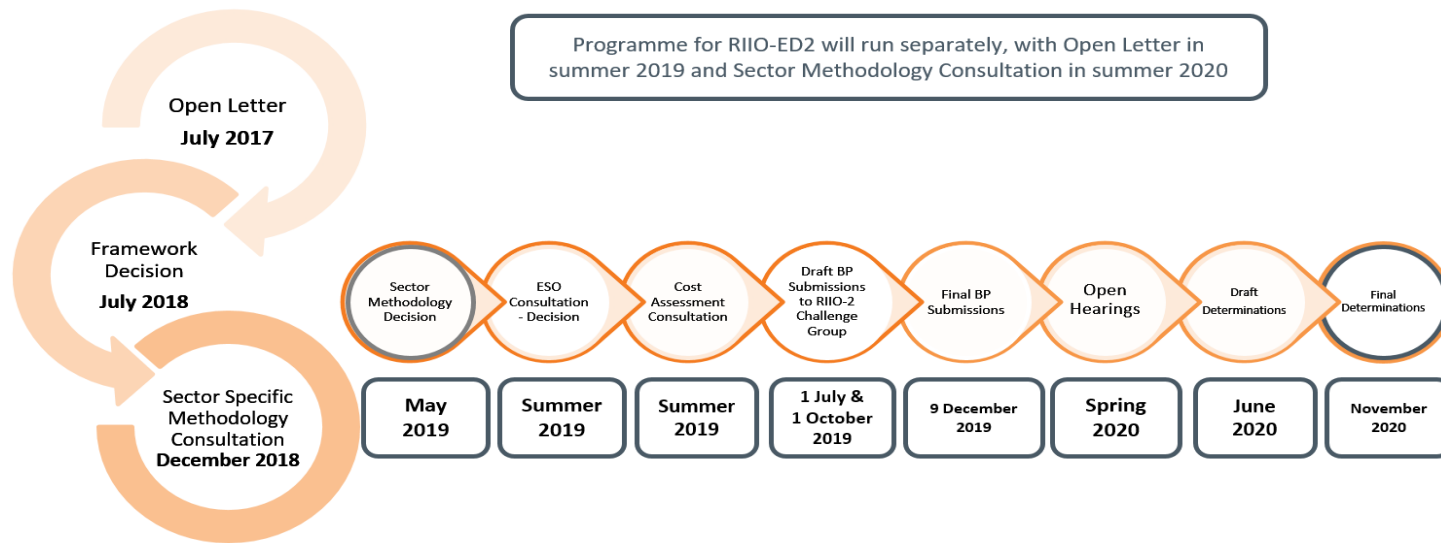 Programme for RIIO-ED2 will run separately, with Open Letter in
summer 2019 and Sector Methodology Consultation in summer 2020
Open Letter
July 2017
Framework
Decision
July 2018
Sector Specific
Methodology
Consultation
December 2018
Sector
Methodology
Decision
May
2019
ESO
Consultation
- Decision
Summer
2019
Cost
Assessment
Consultation
Summer
2019
Draft BP
Submissions
to RIIO-2
Challenge
Group
1 July &
1 October
2019
Final BP
Submissions
9 December
2019
Open
Hearings
Spring
2020
Draft
Determinations
June
2020
Final
Determinations
November
2020